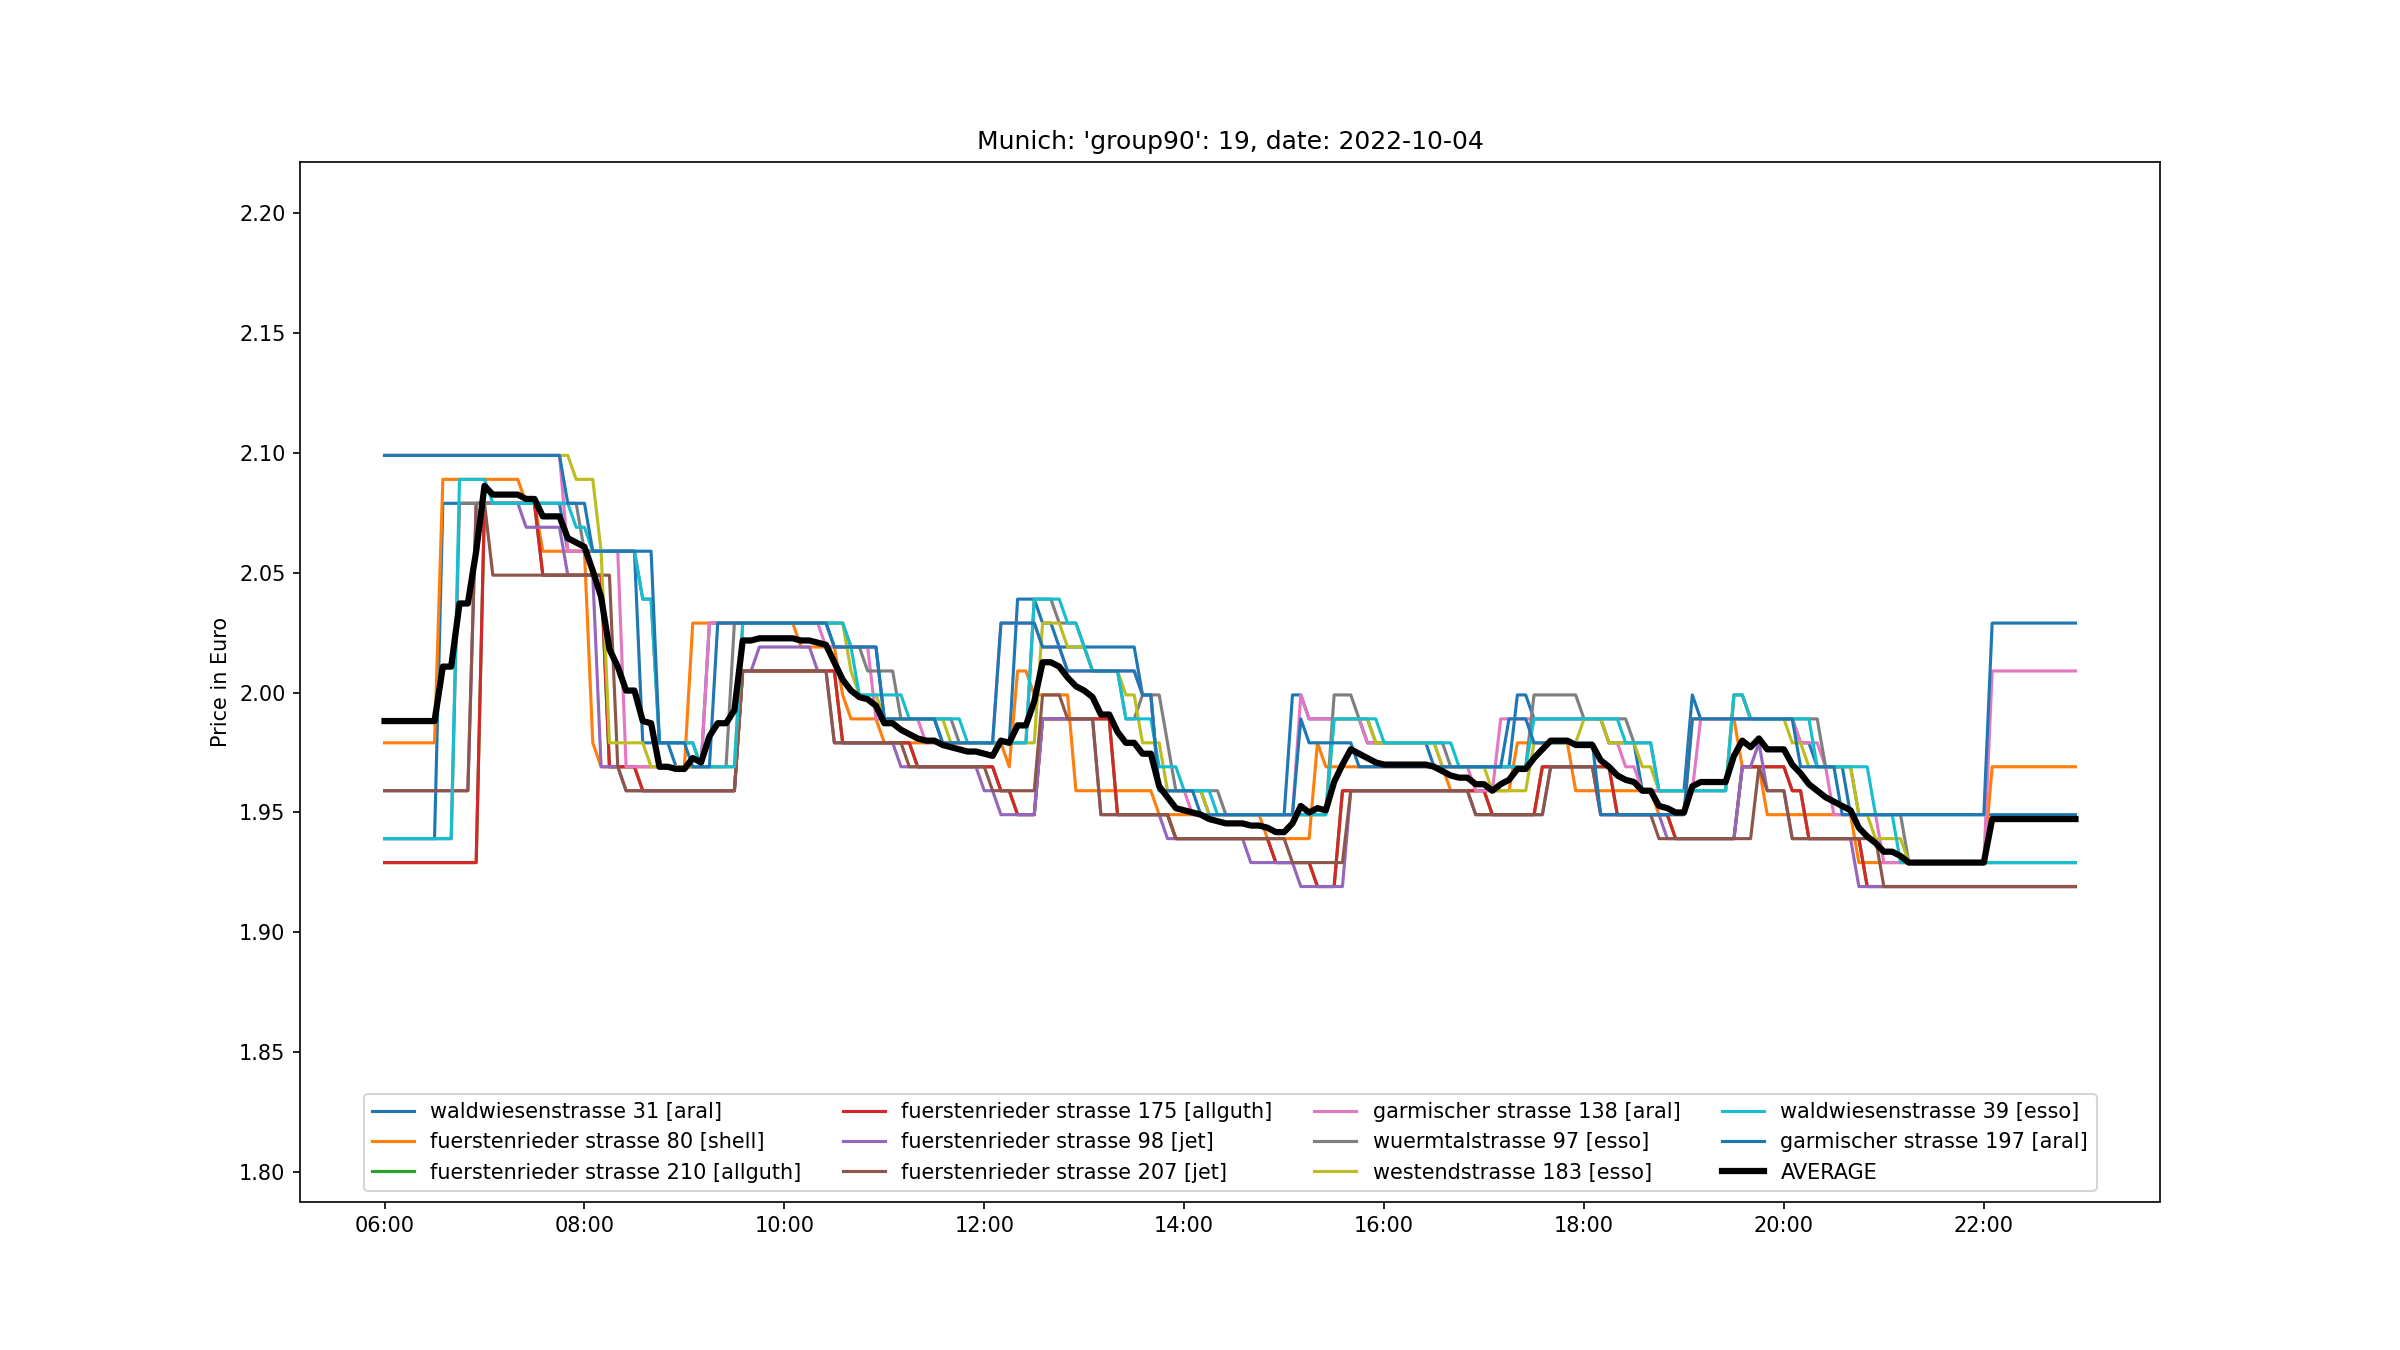 Munich: 'group90': 19, date: 2022-10-04
Price in Euro
2.20
2.15
2.10
2.05
2.00
1.95
1.90
1.85
1.80
waldwiesenstrasse 31 [aral]
fuerstenrieder strasse 80 [shell]
fuerstenrieder strasse 210 [allguth]
fuerstenrieder strasse 175 [allguth]
fuerstenrieder strasse 98 [jet]
fuerstenrieder strasse 207 [jet]
garmischer strasse 138 [aral]
wuermtalstrasse 97 [esso]
westendstrasse 183 [esso]
waldwiesenstrasse 39 [esso]
garmischer strasse 197 [aral]
AVERAGE
06:00 08:00 10:00 12:00 14:00 16:00 18:00 20:00 22:00